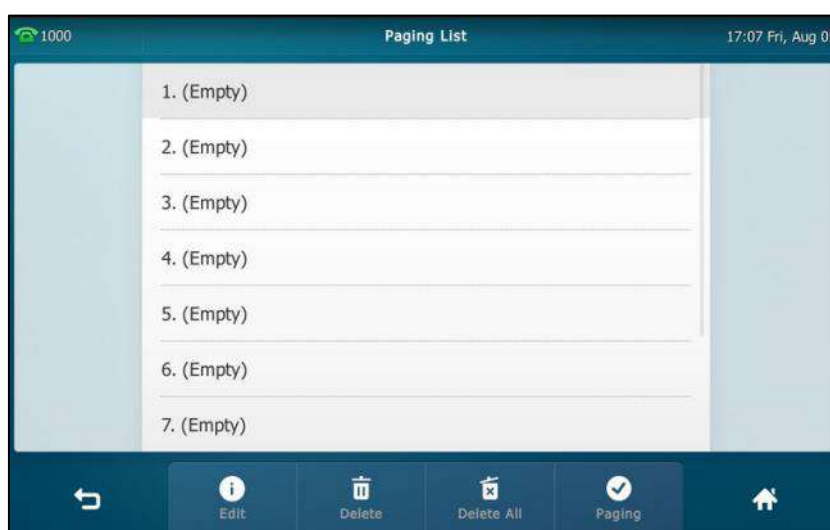 1000 Paging List 17:07 Fri, Aug 0
1. (Empty)
2. (Empty)
3. (Empty)
4. (Empty)
5. (Empty)
6. (Empty)
7. (Empty)
Edit Delete Delete All Paging